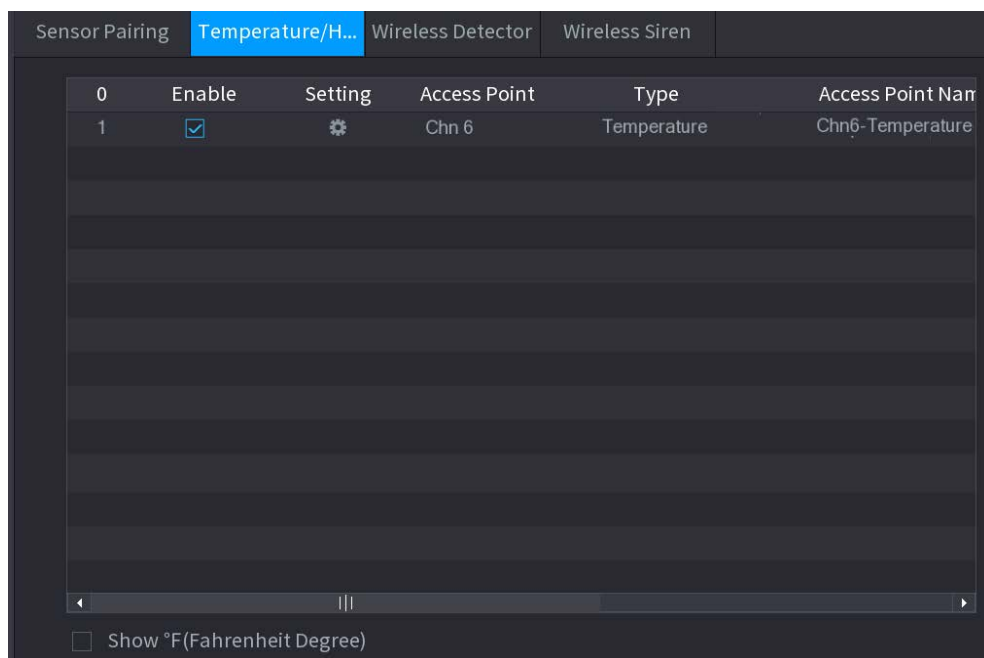 Sensor Pairing Temperature/H... Wireless Detector Wireless Siren
0 Enable Setting Access Point Type Access Point Nam
1 Chn 6 Temperature Chn6-Temperature
Show °F(Fahrenheit Degree)